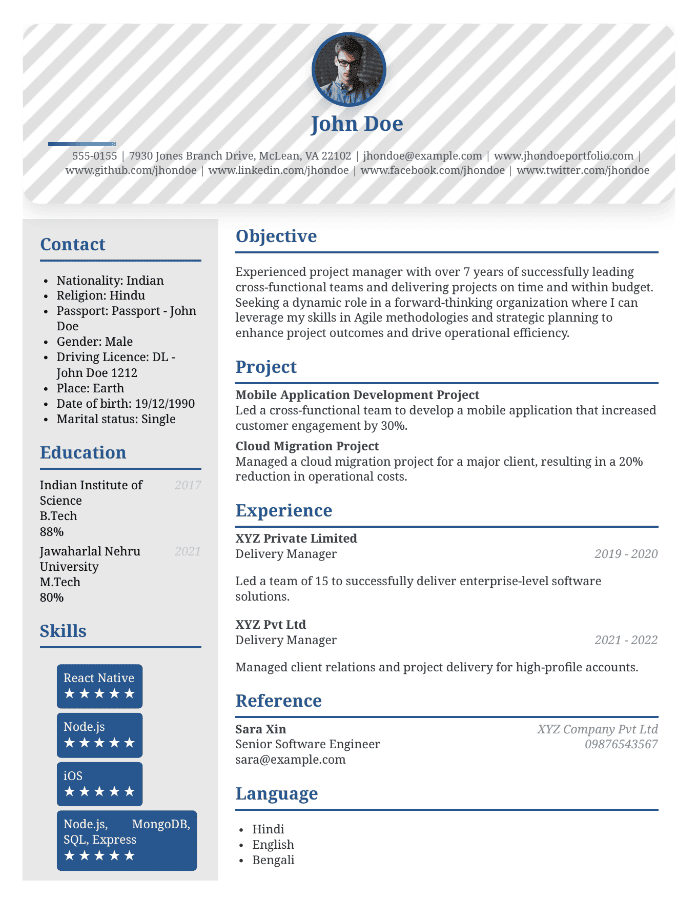 John Doe
555-0155 | 7930 Jones Branch Drive, McLean, VA 22102 | jhondoe@example.com | www.jhondoeportfolio.com |
www.github.com/jhondoe | www.linkedin.com/jhondoe | www.facebook.com/jhondoe | www.twitter.com/jhondoe
Contact
• Nationality: Indian
• Religion: Hindu
• Passport: Passport - John
Doe
• Gender: Male
• Driving Licence: DL -
John Doe 1212
• Place: Earth
• Date of birth: 19/12/1990
• Marital status: Single
Education
Indian Institute of 2017
Science
B.Tech
88%
Jawaharlal Nehru 2021
University
M.Tech
80%
Skills
React Native
★ ★ ★ ★ ★
Node.js
★ ★ ★ ★ ★
iOS
★ ★ ★ ★ ★
Node.js, MongoDB,
SQL, Express
★ ★ ★ ★ ★
Objective
Experienced project manager with over 7 years of successfully leading
cross-functional teams and delivering projects on time and within budget.
Seeking a dynamic role in a forward-thinking organization where I can
leverage my skills in Agile methodologies and strategic planning to
enhance project outcomes and drive operational efficiency.
Project
Mobile Application Development Project
Led a cross-functional team to develop a mobile application that increased
customer engagement by 30%.
Cloud Migration Project
Managed a cloud migration project for a major client, resulting in a 20%
reduction in operational costs.
Experience
XYZ Private Limited
Delivery Manager 2019 - 2020
Led a team of 15 to successfully deliver enterprise-level software
solutions.
XYZ Pvt Ltd
Delivery Manager 2021 - 2022
Managed client relations and project delivery for high-profile accounts.
Reference
Sara Xin XYZ Company Pvt Ltd
Senior Software Engineer 09876543567
sara@example.com
Language
• Hindi
• English
• Bengali